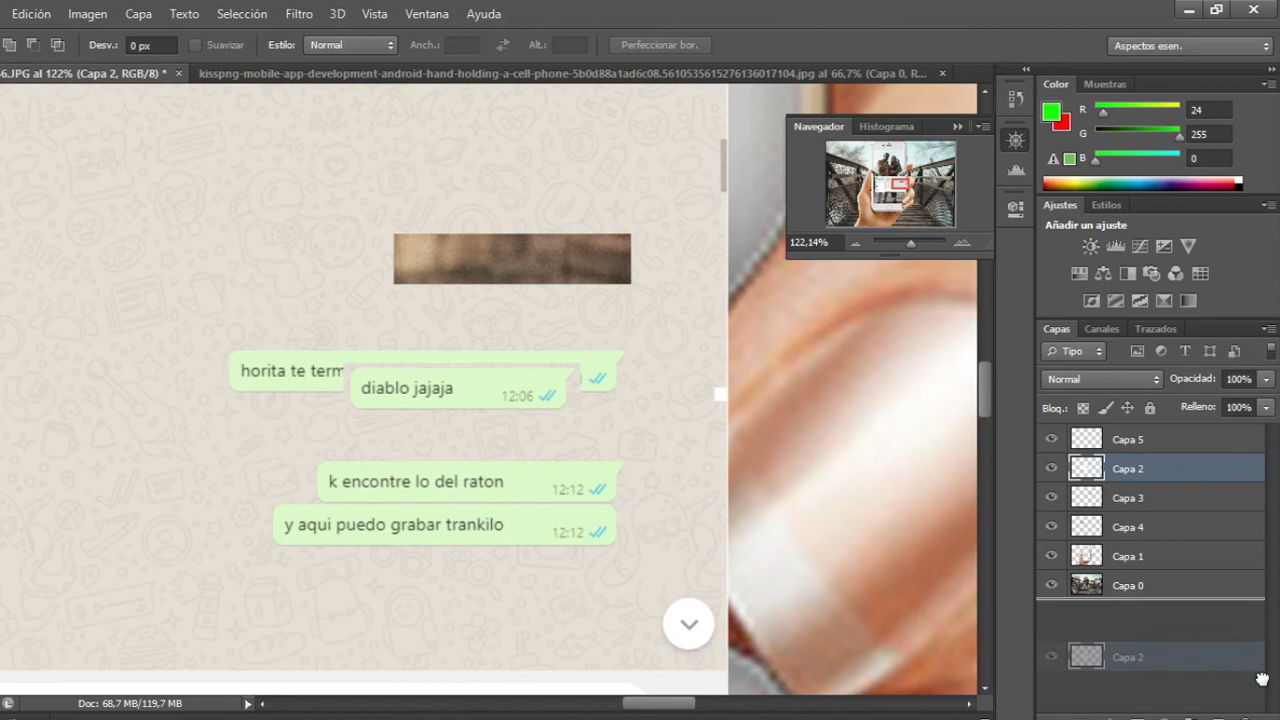 Edición Imagen Capa Texto Selección Filtro 3D Vista Ventana Ayuda
Desv.: 0 px Suavizar Estilo: Normal Anch.: Alt.: Perfeccionar bor. Aspectos esen.
6.JPG al 122% (Capa 2, RGB/8) * × kisspng-mobile-app-development-android-hand-holding-a-cell-phone-5b0d88a1ad6c08.5610535615276136017104.jpg al 66,7% (Capa 0, R... ×
Color Muestras
R 24
G 255
B 0
Navegador Histograma
122,14%
Ajustes Estilos
Añadir un ajuste
horita te term
diablo jajaja 12:06
k encontre lo del raton 12:12
y aqui puedo grabar trankilo 12:12
Capas Canales Trazados
Tipo
Normal Opacidad: 100%
Bloq.: Relleno: 100%
Capa 5
Capa 2
Capa 3
Capa 4
Capa 1
Capa 0
Capa 2
Doc: 68,7 MB/119,7 MB